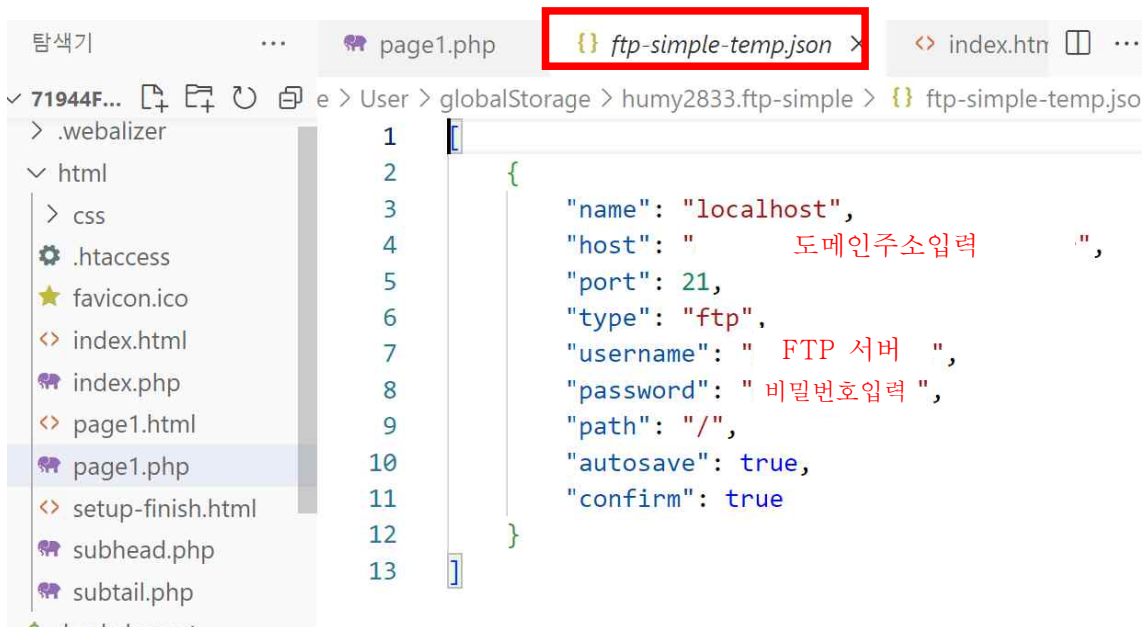 탐색기 ...
page1.php
ftp-simple-temp.json ×
index.htm ...
71944F...
e > User > globalStorage > humy2833.ftp-simple > {} ftp-simple-temp.jso
> .webalizer
html
> css
.htaccess
favicon.ico
<> index.html
index.php
<> page1.html
page1.php
<> setup-finish.html
subhead.php
subtail.php
1 [
2 {
3 "name": "localhost",
4 "host": " 도메인주소입력 ",
5 "port": 21,
6 "type": "ftp",
7 "username": " FTP 서버 ",
8 "password": " 비밀번호입력 ",
9 "path": "/",
10 "autosave": true,
11 "confirm": true
12 }
13 ]